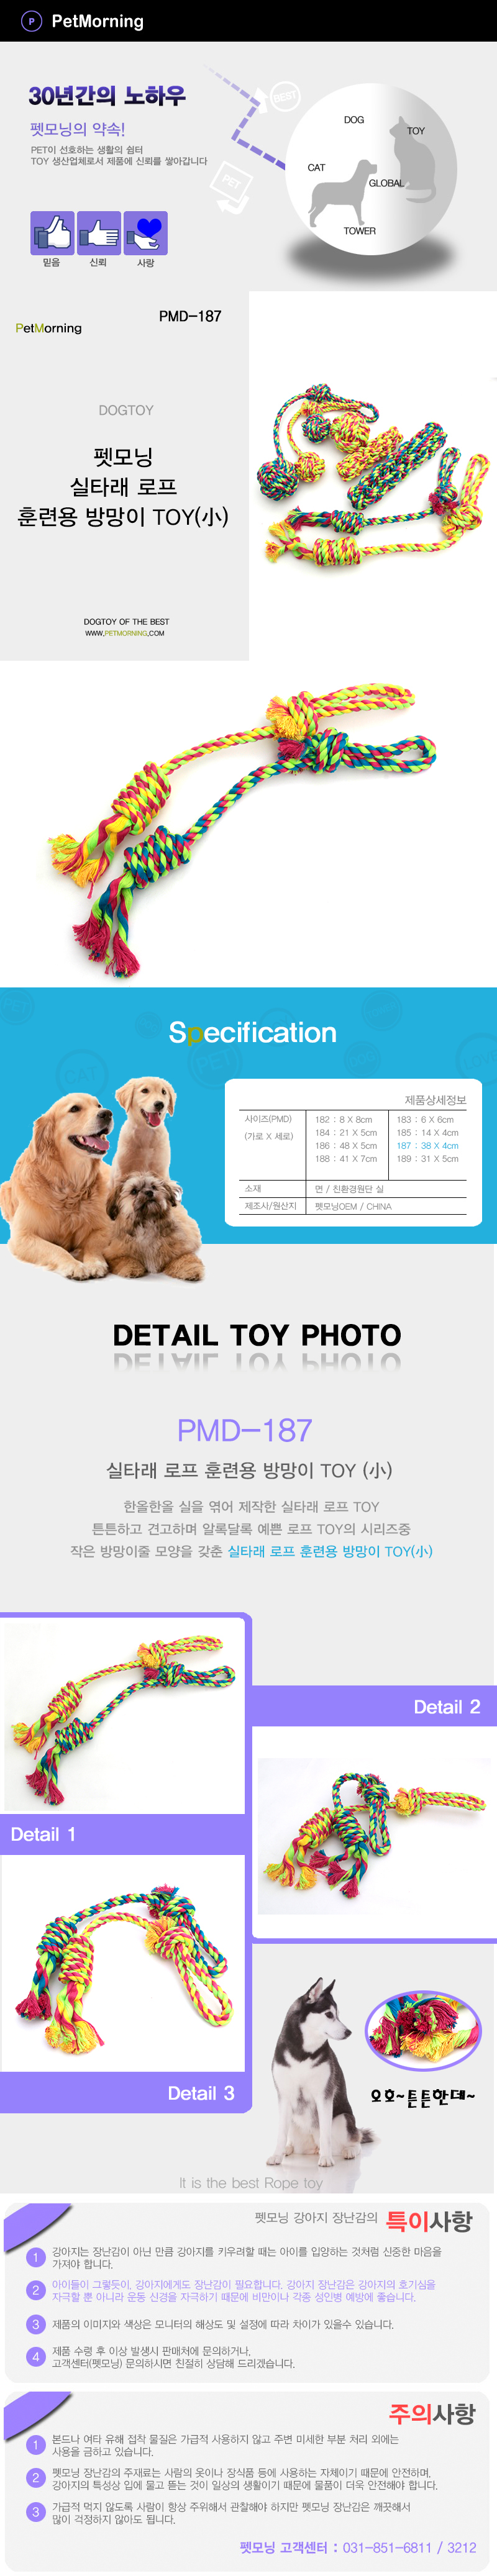 P PetMorning
30년간의 노하우
펫모닝의 약속!
PET이 선호하는 생활의 쉼터
TOY 생산업체로서 제품에 신뢰를 쌓아갑니다
BEST
PET
DOG
TOY
CAT
GLOBAL
TOWER
믿음 신뢰 사랑
PMD-187
PetMorning
DOGTOY
펫모닝
실타래 로프
훈련용 방망이 TOY(小)
DOGTOY OF THE BEST
WWW.PETMORNING.COM
Specification
제품상세정보
사이즈(PMD)
(가로 X 세로)
182 : 8 X 8cm 183 : 6 X 6cm
184 : 21 X 5cm 185 : 14 X 4cm
186 : 48 X 5cm 187 : 38 X 4cm
188 : 41 X 7cm 189 : 31 X 5cm
소재 면 / 친환경원단 실
제조사/원산지 펫모닝OEM / CHINA
DETAIL TOY PHOTO
PMD-187
실타래 로프 훈련용 방망이 TOY (小)
한올한올 실을 엮어 제작한 실타래 로프 TOY
튼튼하고 견고하며 알록달록 예쁜 로프 TOY의 시리즈중
작은 방망이줄 모양을 갖춘 실타래 로프 훈련용 방망이 TOY(小)
Detail 2
Detail 1
Detail 3
오호~튼튼한데~
It is the best Rope toy
펫모닝 강아지 장난감의 특이사항
1 강아지는 장난감이 아닌 만큼 강아지를 키우려할 때는 아이를 입양하는 것처럼 신중한 마음을
가져야 합니다.
2 아이들이 그렇듯이, 강아지에게도 장난감이 필요합니다. 강아지 장난감은 강아지의 호기심을
자극할 뿐 아니라 운동 신경을 자극하기 때문에 비만이나 각종 성인병 예방에 좋습니다.
3 제품의 이미지와 색상은 모니터의 해상도 및 설정에 따라 차이가 있을수 있습니다.
4 제품 수령 후 이상 발생시 판매처에 문의하거나,
고객센터(펫모닝) 문의하시면 친절히 상담해 드리겠습니다.
주의사항
1 본드나 여타 유해 접착 물질은 가급적 사용하지 않고 주변 미세한 부분 처리 외에는
사용을 금하고 있습니다.
2 펫모닝 장난감의 주재료는 사람의 옷이나 장식품 등에 사용하는 자체이기 때문에 안전하며,
강아지의 특성상 입에 물고 뜯는 것이 일상의 생활이기 때문에 물품이 더욱 안전해야 합니다.
3 가급적 먹지 않도록 사람이 항상 주위해서 관찰해야 하지만 펫모닝 장난감은 깨끗해서
많이 걱정하지 않아도 됩니다.
펫모닝 고객센터 : 031-851-6811 / 3212